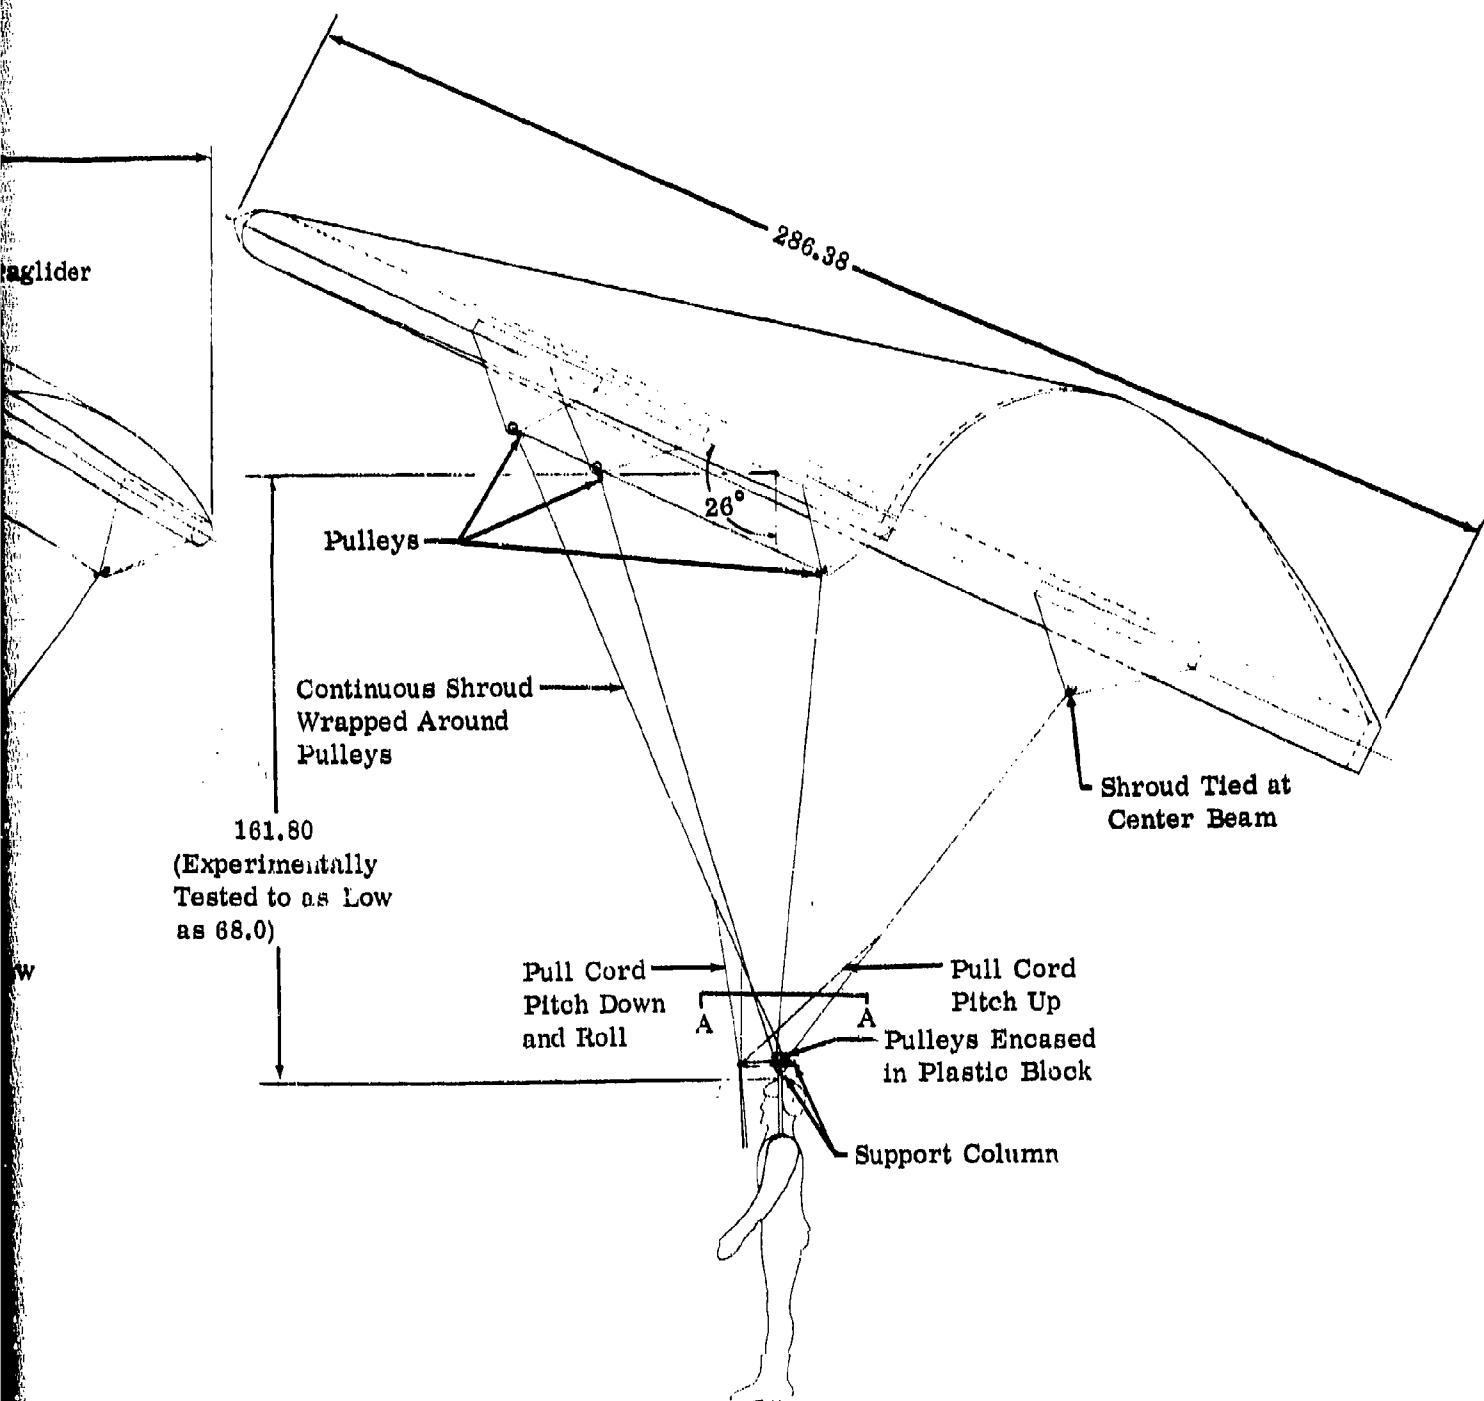 286.38
aglider
26°
Pulleys
Continuous Shroud
Wrapped Around
Pulleys
Shroud Tied at
Center Beam
161.80
(Experimentally
Tested to as Low
as 68.0)
w
Pull Cord
Pitch Down
and Roll
Pull Cord
Pitch Up
A
A
Pulleys Encased
in Plastic Block
Support Column